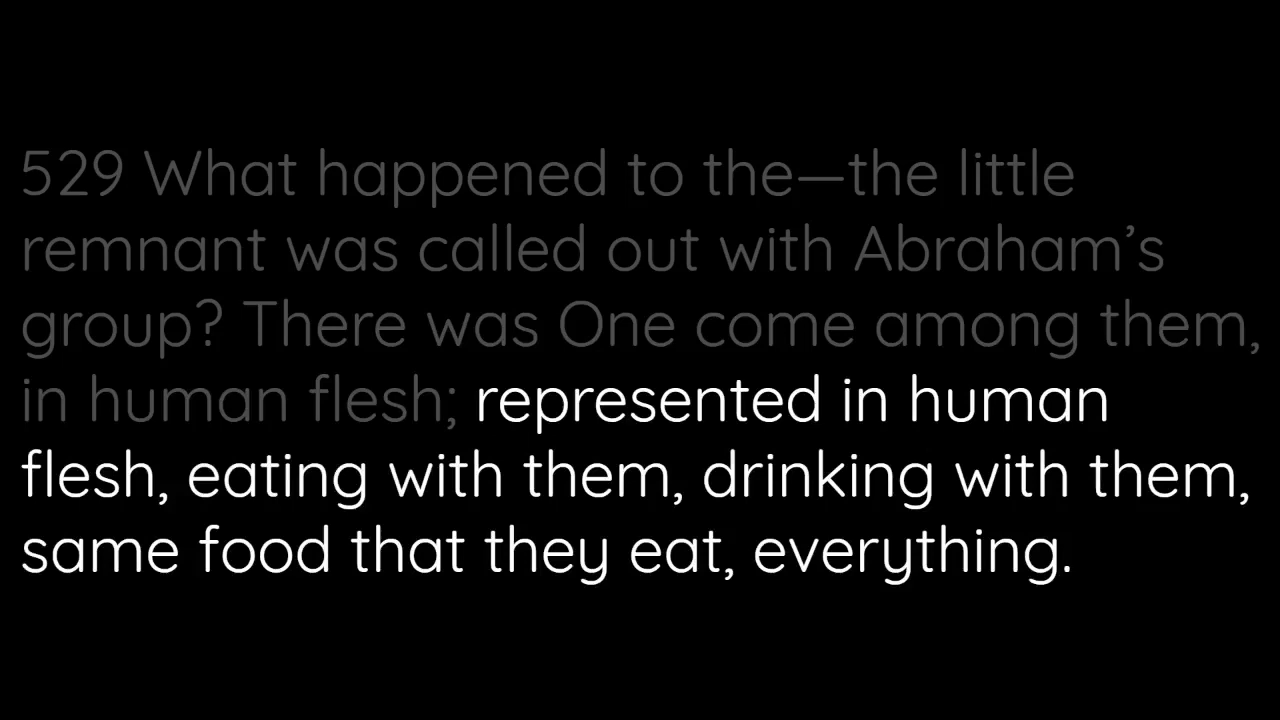 529 What happened to the—the little
remnant was called out with Abraham’s
group? There was One come among them,
in human flesh; represented in human
flesh, eating with them, drinking with them,
same food that they eat, everything.